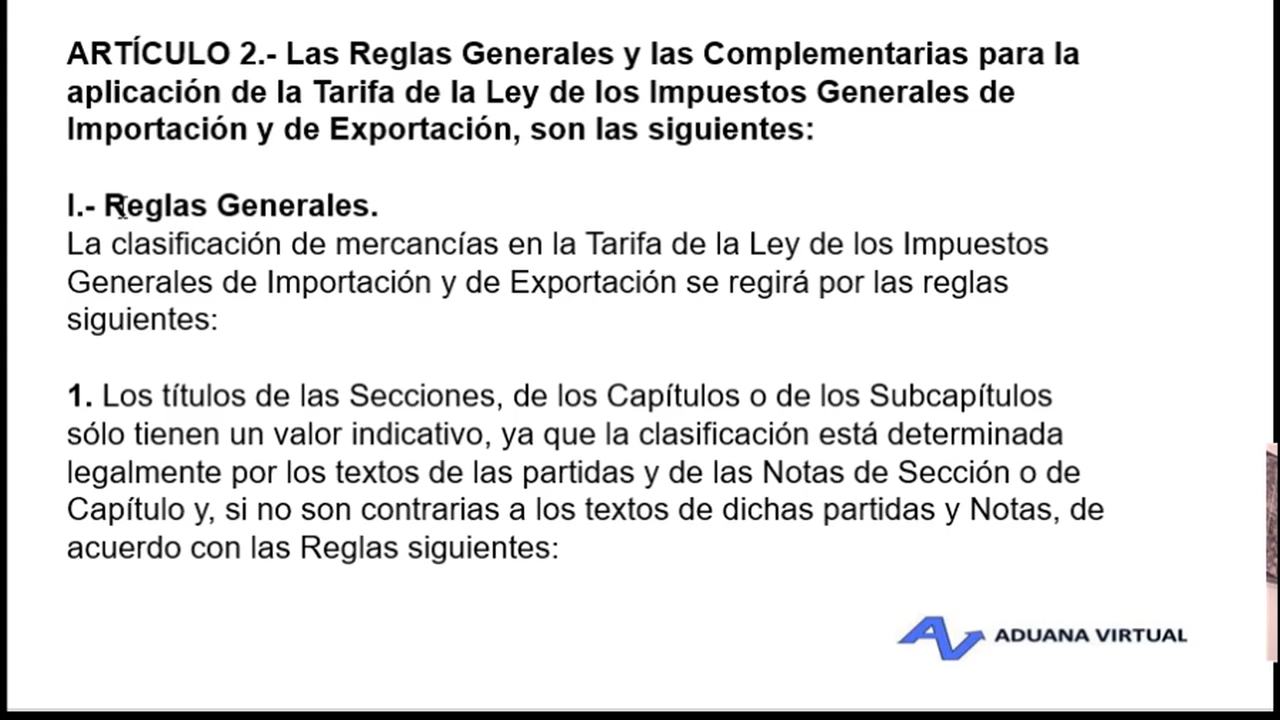 ARTÍCULO 2.- Las Reglas Generales y las Complementarias para la
aplicación de la Tarifa de la Ley de los Impuestos Generales de
Importación y de Exportación, son las siguientes:
I.- Reglas Generales.
La clasificación de mercancías en la Tarifa de la Ley de los Impuestos
Generales de Importación y de Exportación se regirá por las reglas
siguientes:
1. Los títulos de las Secciones, de los Capítulos o de los Subcapítulos
sólo tienen un valor indicativo, ya que la clasificación está determinada
legalmente por los textos de las partidas y de las Notas de Sección o de
Capítulo y, si no son contrarias a los textos de dichas partidas y Notas, de
acuerdo con las Reglas siguientes:
AV ADUANA VIRTUAL